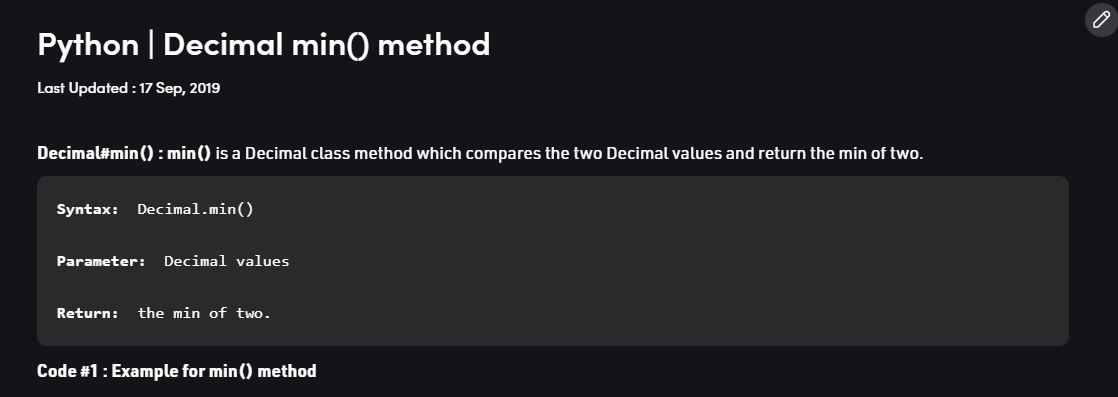 Python | Decimal min() method
Last Updated : 17 Sep, 2019
Decimal#min() : min() is a Decimal class method which compares the two Decimal values and return the min of two.
Syntax: Decimal.min()
Parameter: Decimal values
Return: the min of two.
Code #1 : Example for min() method